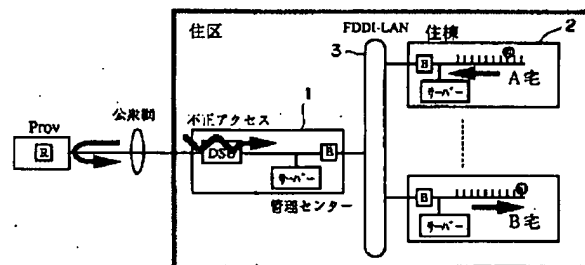 住区
FDDI-LAN
住棟
2
3
B
A宅
サーバー
不正アクセス
1
公衆網
Prov
R
DSU
B
サーバー
管理センター
B
B宅
サーバー